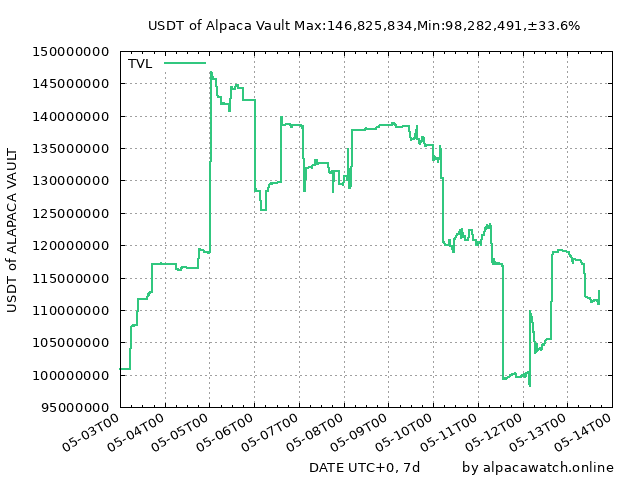 USDT of Alpaca Vault Max:146,825,834,Min:98,282,491,±33.6%
150000000
145000000
140000000
135000000
130000000
125000000
120000000
115000000
110000000
105000000
100000000
95000000
TVL
USDT of ALAPACA VAULT
05-03T00
05-04T00
05-05T00
05-06T00
05-07T00
05-08T00
05-09T00
05-10T00
05-11T00
05-12T00
05-13T00
05-14T00
DATE UTC+0, 7d
by alpacawatch.online